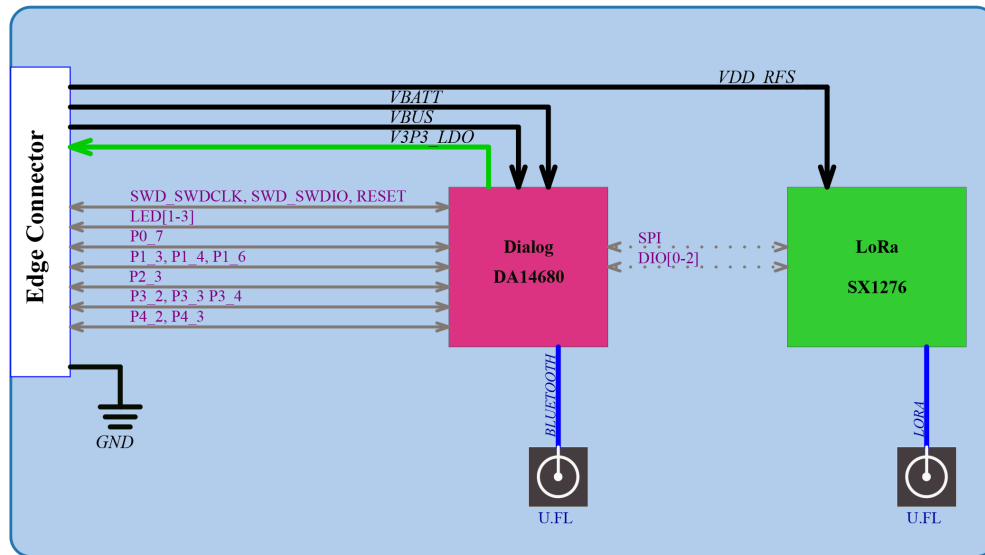 VDD_RFS
VBATT
VBUS
V3P3_LDO
Edge Connector
SWD_SWDCLK, SWD_SWDIO, RESET
LED[1-3]
P0_7
P1_3, P1_4, P1_6
P2_3
P3_2, P3_3 P3_4
P4_2, P4_3
Dialog
DA14680
SPI
DIO[0-2]
LoRa
SX1276
GND
BLUETOOTH
LORA
U.FL
U.FL